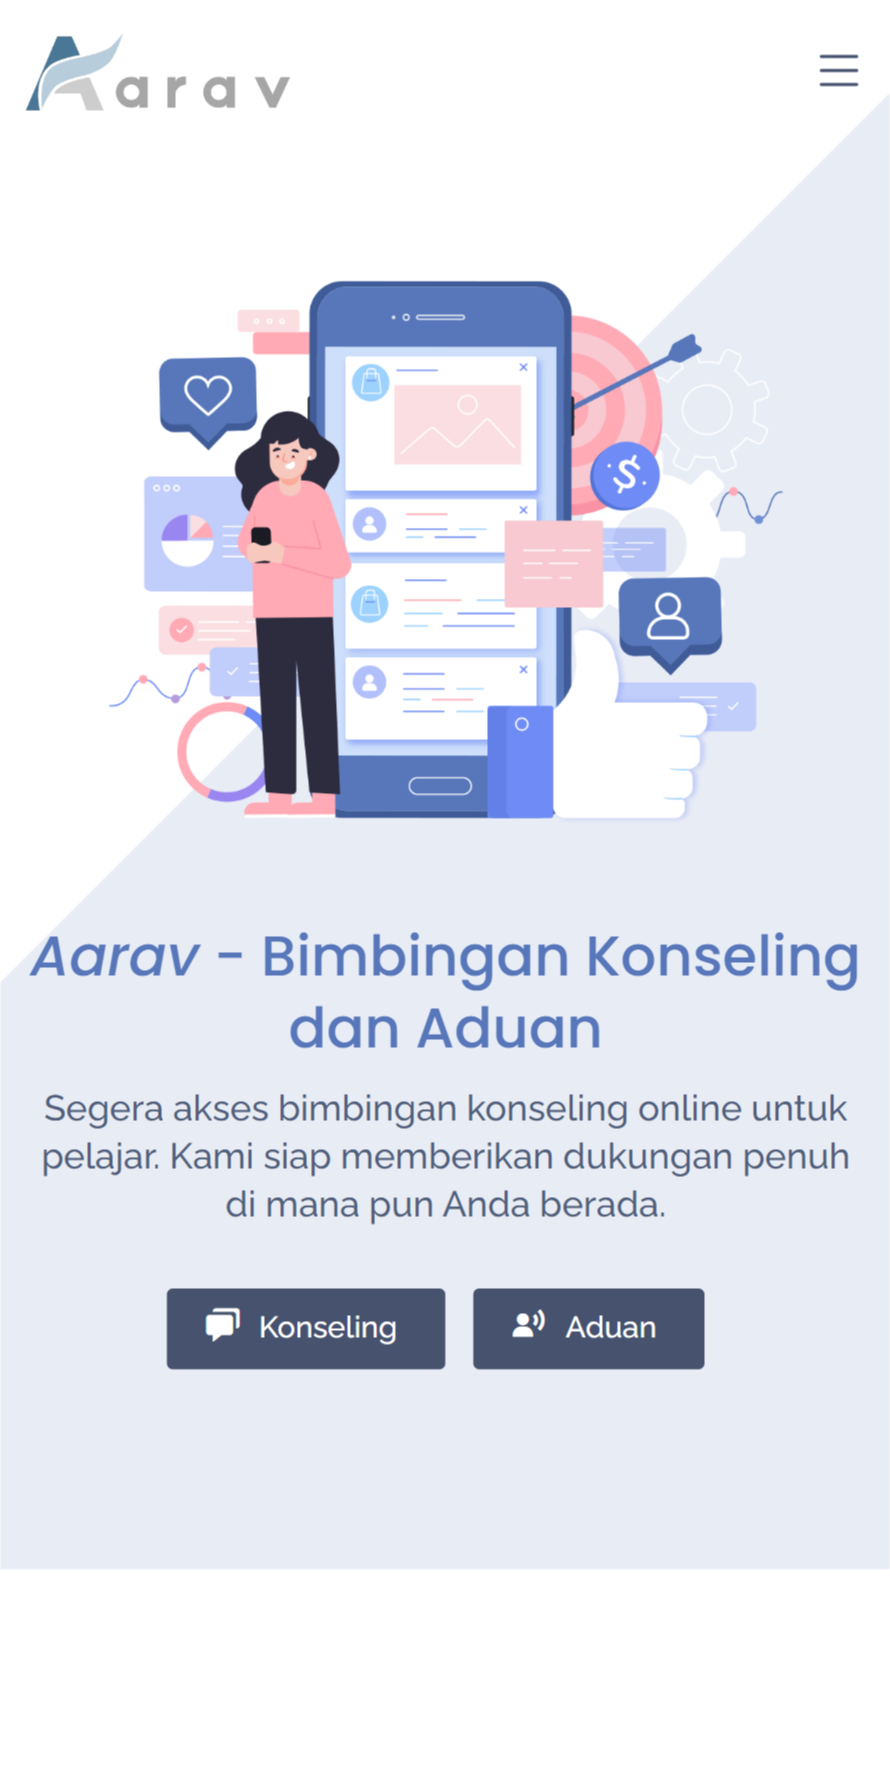 Aarav
Aarav - Bimbingan Konseling
dan Aduan
Segera akses bimbingan konseling online untuk
pelajar. Kami siap memberikan dukungan penuh
di mana pun Anda berada.
Konseling
Aduan